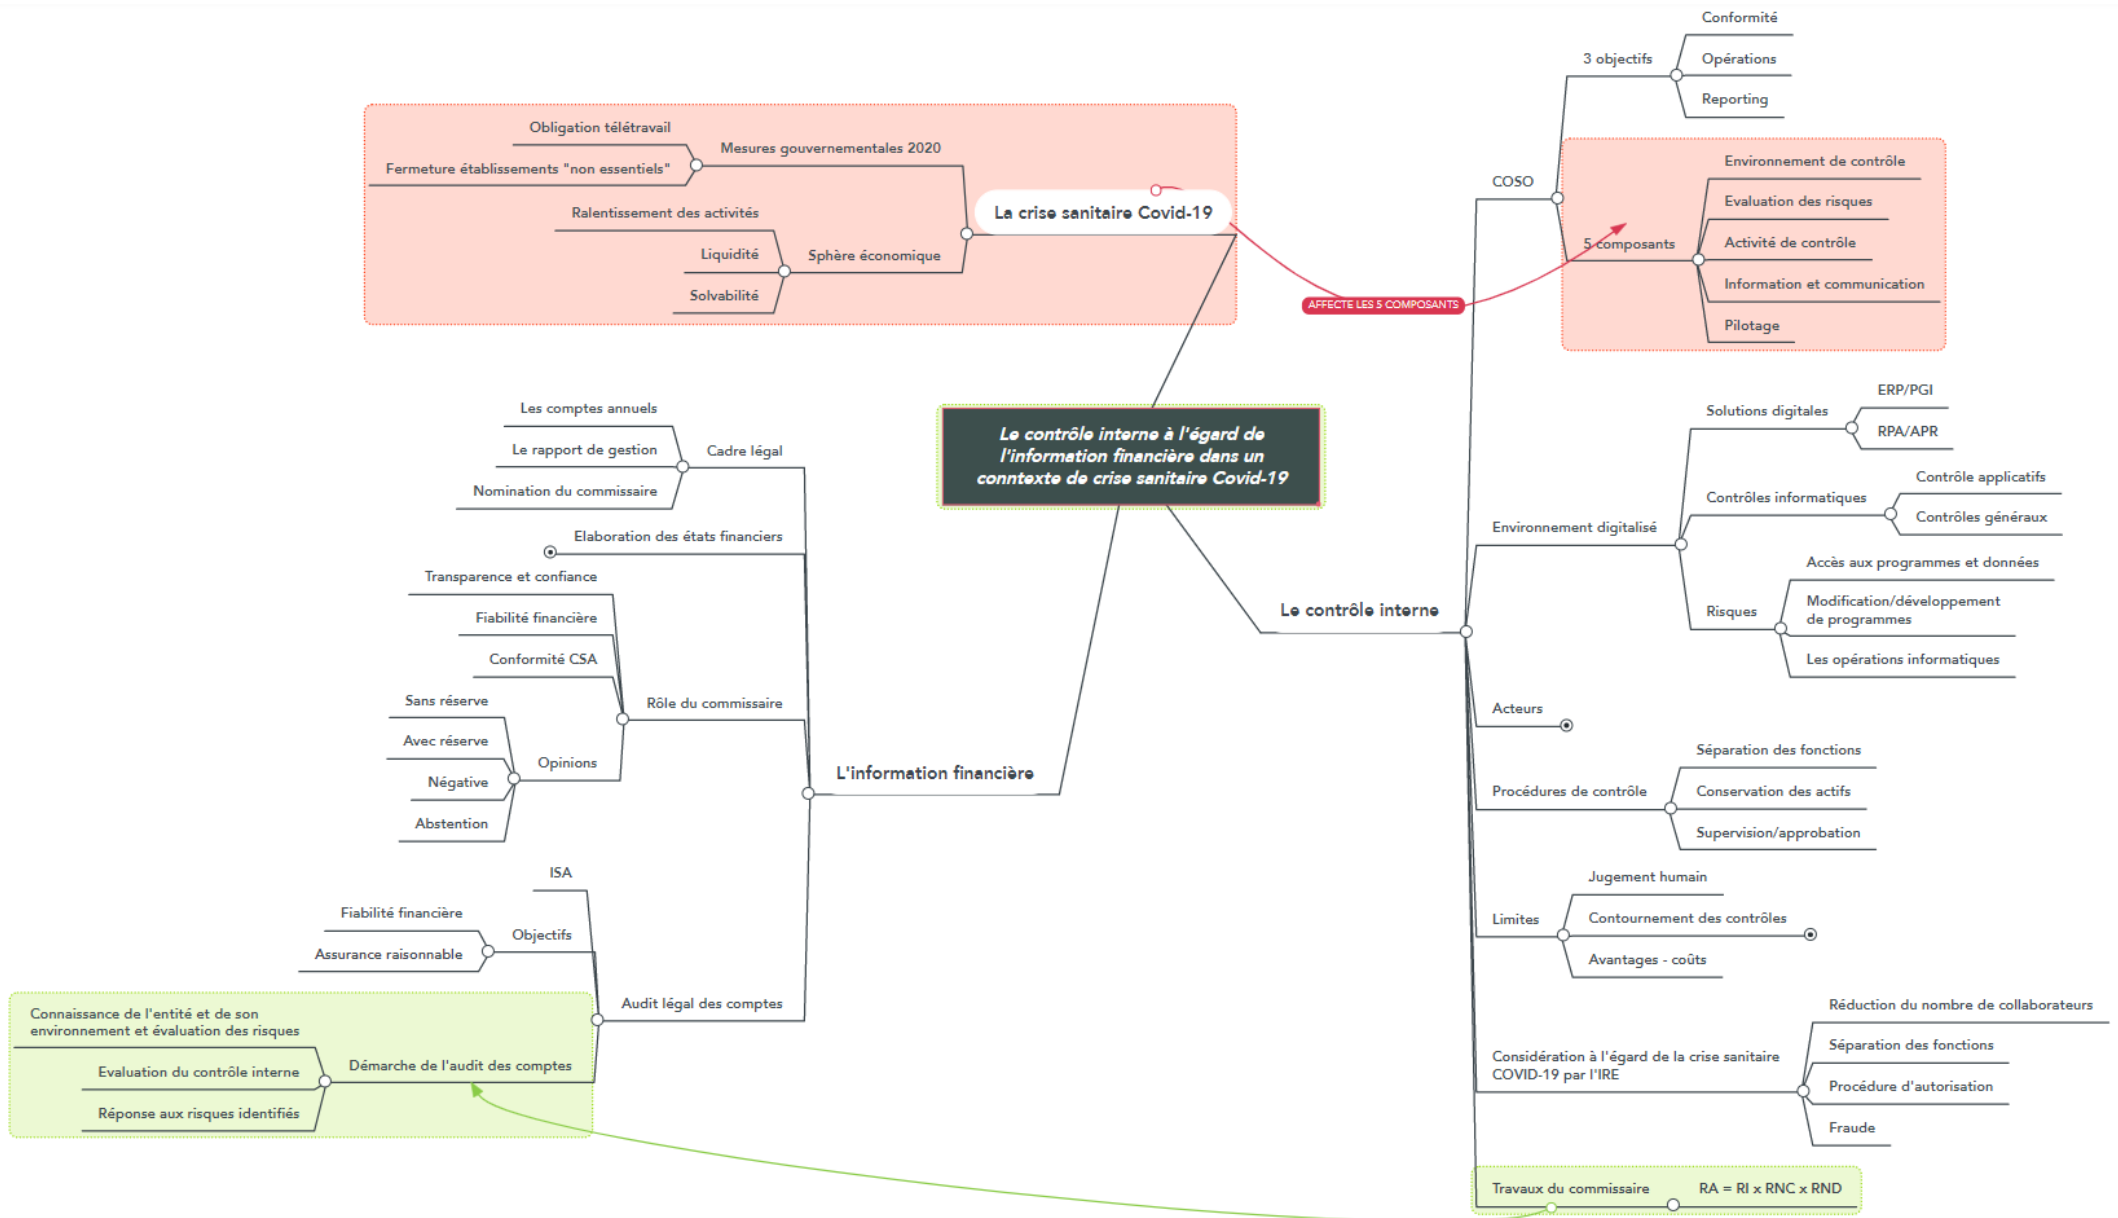 Le contrôle interne à l'égard de
l'information financière dans un
conntexte de crise sanitaire Covid-19
La crise sanitaire Covid-19
Mesures gouvernementales 2020
Obligation télétravail
Fermeture établissements "non essentiels"
Sphère économique
Ralentissement des activités
Liquidité
Solvabilité
AFFECTE LES 5 COMPOSANTS
L'information financière
Cadre légal
Les comptes annuels
Le rapport de gestion
Nomination du commissaire
Elaboration des états financiers
Rôle du commissaire
Transparence et confiance
Fiabilité financière
Conformité CSA
Opinions
Sans réserve
Avec réserve
Négative
Abstention
Audit légal des comptes
ISA
Objectifs
Fiabilité financière
Assurance raisonnable
Démarche de l'audit des comptes
Connaissance de l'entité et de son
environnement et évaluation des risques
Evaluation du contrôle interne
Réponse aux risques identifiés
Le contrôle interne
COSO
3 objectifs
Conformité
Opérations
Reporting
5 composants
Environnement de contrôle
Evaluation des risques
Activité de contrôle
Information et communication
Pilotage
Environnement digitalisé
Solutions digitales
ERP/PGI
RPA/APR
Contrôles informatiques
Contrôle applicatifs
Contrôles généraux
Risques
Accès aux programmes et données
Modification/développement
de programmes
Les opérations informatiques
Acteurs
Procédures de contrôle
Séparation des fonctions
Conservation des actifs
Supervision/approbation
Limites
Jugement humain
Contournement des contrôles
Avantages - coûts
Considération à l'égard de la crise sanitaire
COVID-19 par l'IRE
Réduction du nombre de collaborateurs
Séparation des fonctions
Procédure d'autorisation
Fraude
Travaux du commissaire
RA = RI x RNC x RND